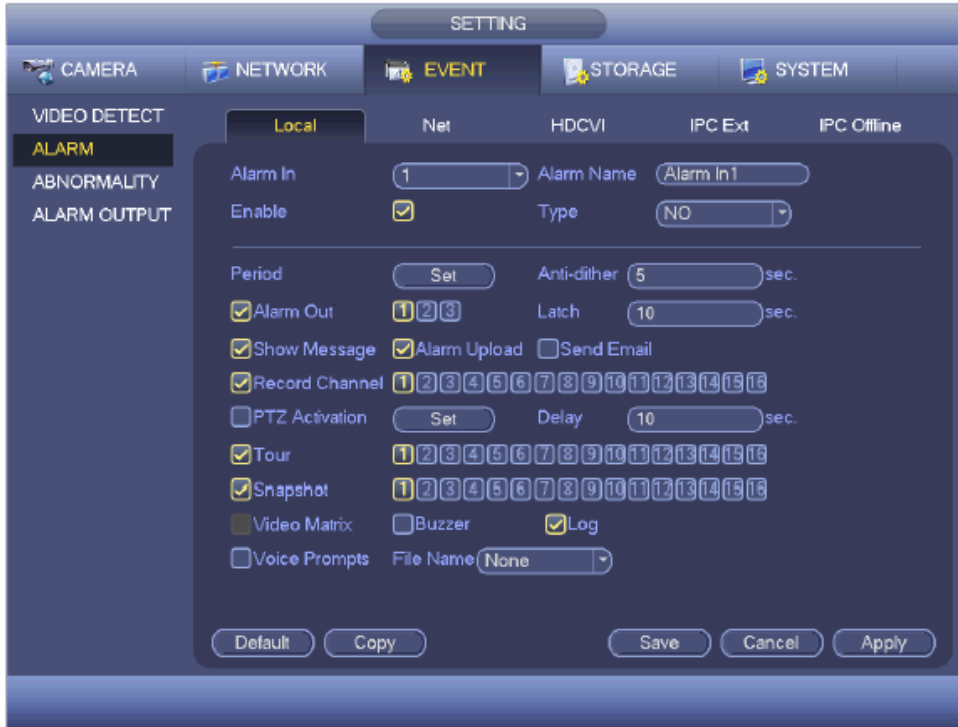 SETTING
CAMERA NETWORK EVENT STORAGE SYSTEM
VIDEO DETECT
ALARM
ABNORMALITY
ALARM OUTPUT
Local Net HDCVI IPC Ext IPC Offline
Alarm In 1 Alarm Name Alarm In1
Enable Type NO
Period Set Anti-dither 5 sec.
Alarm Out 1 2 3 Latch 10 sec.
Show Message Alarm Upload Send Email
Record Channel 1 2 3 4 5 6 7 8 9 10 11 12 13 14 15 16
PTZ Activation Set Delay 10 sec.
Tour 1 2 3 4 5 6 7 8 9 10 11 12 13 14 15 16
Snapshot 1 2 3 4 5 6 7 8 9 10 11 12 13 14 15 16
Video Matrix Buzzer Log
Voice Prompts File Name None
Default Copy Save Cancel Apply